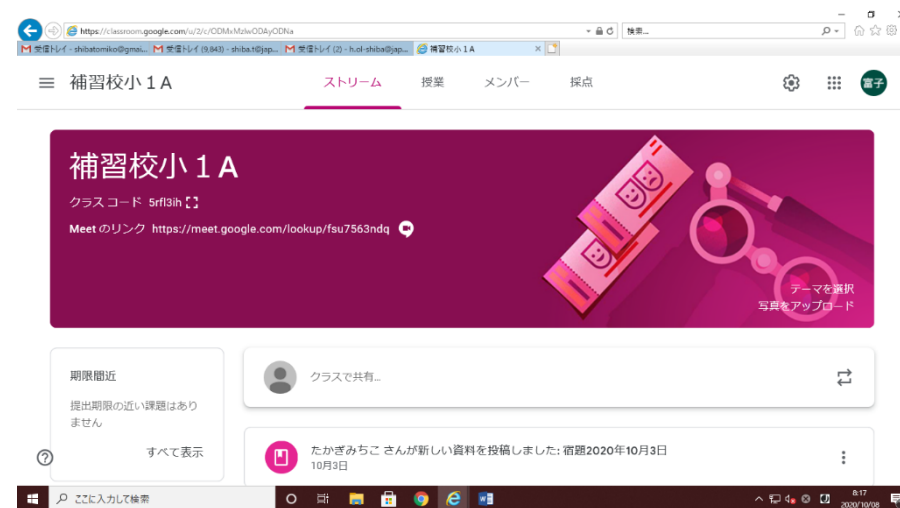 https://classroom.google.com/u/2/c/ODMxMzIwODAyODNa
検索...
受信トレイ - shibatomiko@gmai...
受信トレイ (9,843) - shiba.t@jap...
受信トレイ (2) - h.ol-shiba@jap...
補習校小１A
補習校小１A
ストリーム
授業
メンバー
採点
富子
補習校小１A
クラス コード 5rfl3ih
Meet のリンク https://meet.google.com/lookup/fsu7563ndq
テーマを選択
写真をアップロード
期限間近
提出期限の近い課題はあり
ません
すべて表示
クラスで共有...
たかぎみちこ さんが新しい資料を投稿しました: 宿題2020年10月3日
10月3日
ここに入力して検索
8:17
2020/10/08